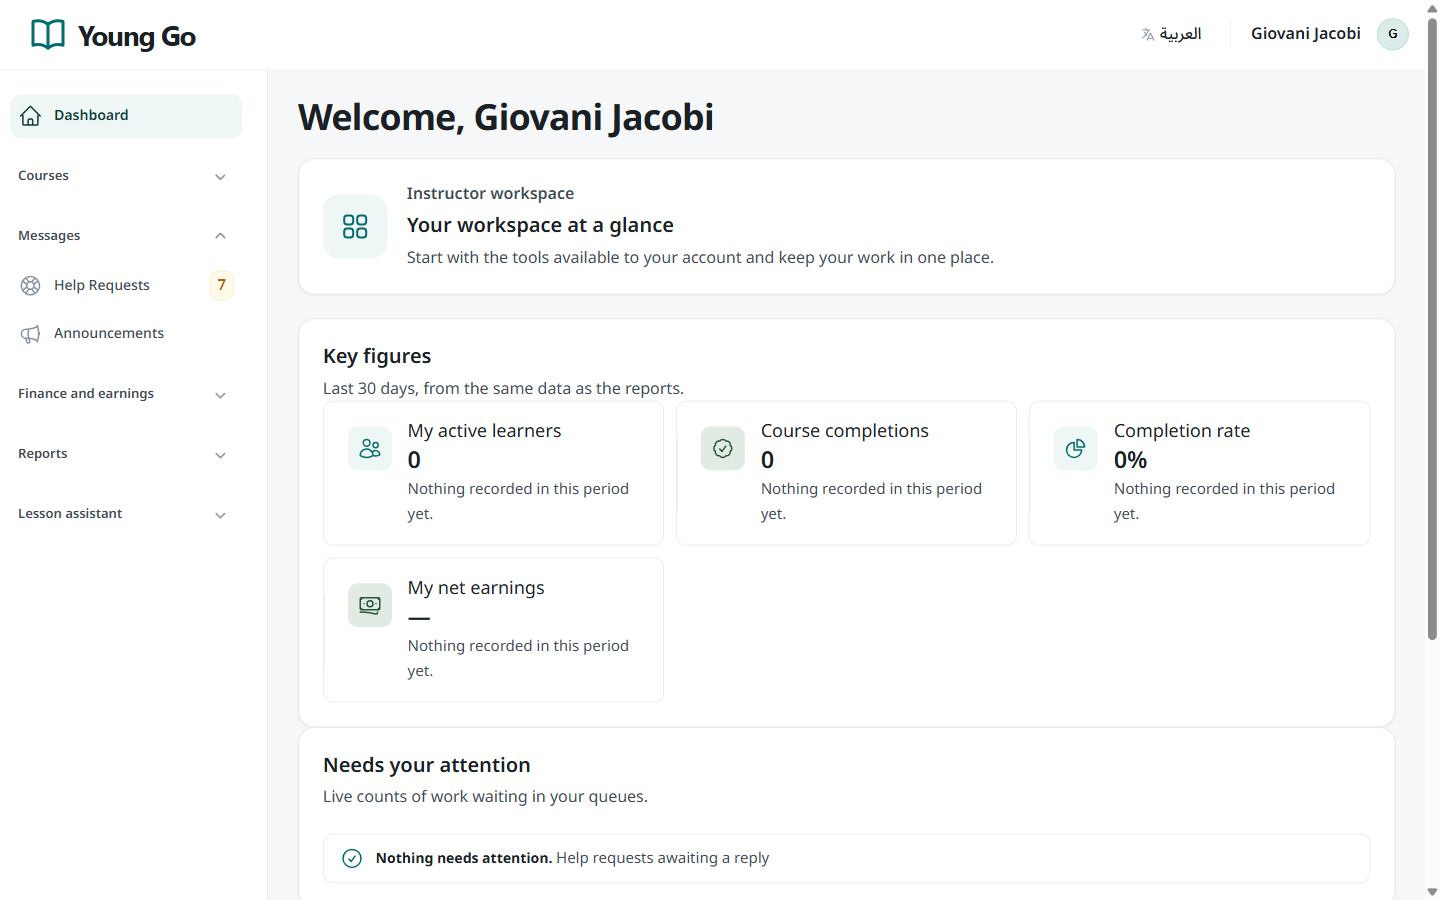 Young Go
العربية
Giovani Jacobi
G
Dashboard
Courses
Messages
Help Requests
7
Announcements
Finance and earnings
Reports
Lesson assistant
Welcome, Giovani Jacobi
Instructor workspace
Your workspace at a glance
Start with the tools available to your account and keep your work in one place.
Key figures
Last 30 days, from the same data as the reports.
My active learners
0
Nothing recorded in this period
yet.
Course completions
0
Nothing recorded in this period
yet.
Completion rate
0%
Nothing recorded in this period
yet.
My net earnings
—
Nothing recorded in this period
yet.
Needs your attention
Live counts of work waiting in your queues.
Nothing needs attention. Help requests awaiting a reply